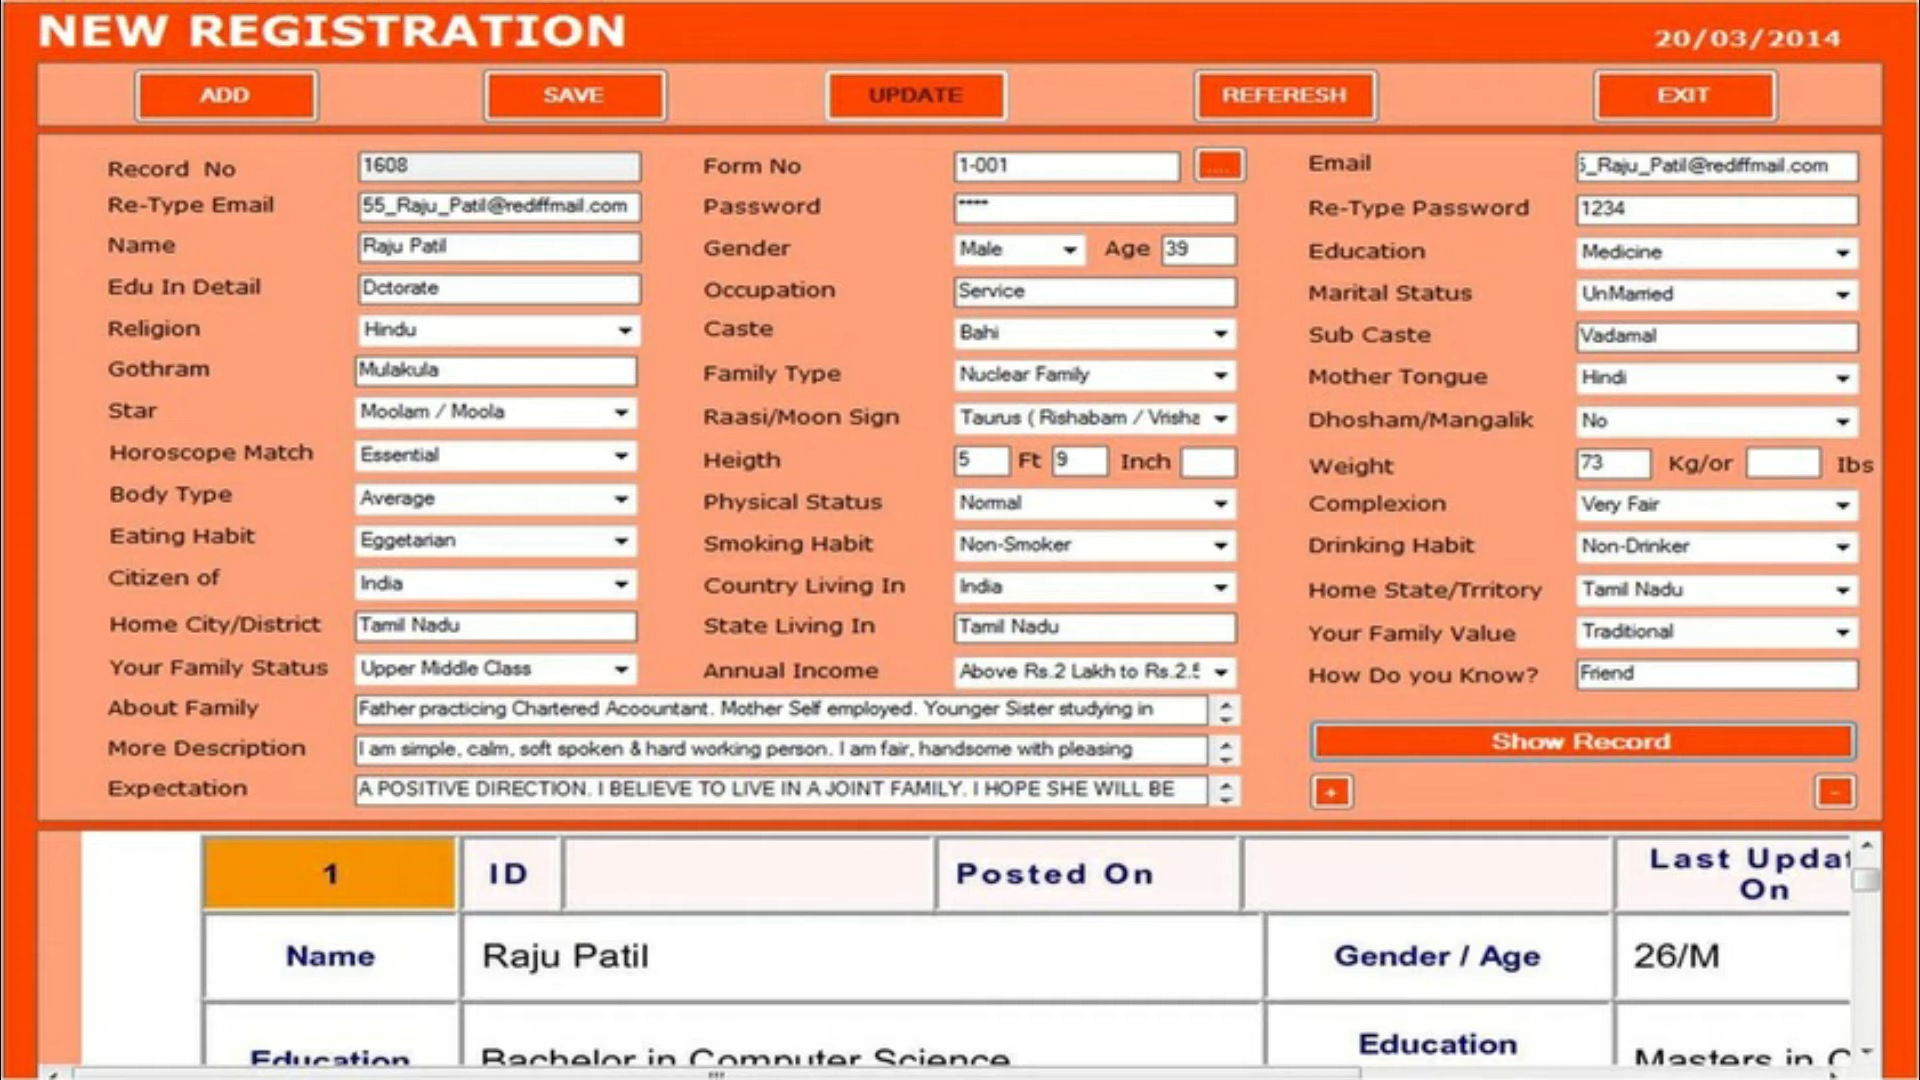 NEW REGISTRATION
20/03/2014
ADD SAVE UPDATE REFERESH EXIT
Record No 1608 Form No 1-001 .... Email 5_Raju_Patil@rediffmail.com
Re-Type Email 55_Raju_Patil@rediffmail.com Password **** Re-Type Password 1234
Name Raju Patil Gender Male Age 39 Education Medicine
Edu In Detail Dctorate Occupation Service Marital Status UnMarried
Religion Hindu Caste Bahi Sub Caste Vadamal
Gothram Mulakula Family Type Nuclear Family Mother Tongue Hindi
Star Moolam / Moola Raasi/Moon Sign Taurus ( Rishabam / Vrisha Dhosham/Mangalik No
Horoscope Match Essential Heigth 5 Ft 9 Inch Weight 73 Kg/or lbs
Body Type Average Physical Status Normal Complexion Very Fair
Eating Habit Eggetarian Smoking Habit Non-Smoker Drinking Habit Non-Drinker
Citizen of India Country Living In India Home State/Trritory Tamil Nadu
Home City/District Tamil Nadu State Living In Tamil Nadu Your Family Value Traditional
Your Family Status Upper Middle Class Annual Income Above Rs.2 Lakh to Rs.2.5 How Do you Know? Friend
About Family Father practicing Chartered Acoountant. Mother Self employed. Younger Sister studying in
More Description I am simple, calm, soft spoken & hard working person. I am fair, handsome with pleasing
Show Record
Expectation A POSITIVE DIRECTION. I BELIEVE TO LIVE IN A JOINT FAMILY. I HOPE SHE WILL BE
+ -
1 ID Posted On Last Updat
On
Name Raju Patil Gender / Age 26/M
Education Bachelor in Computer Science Education Masters in C